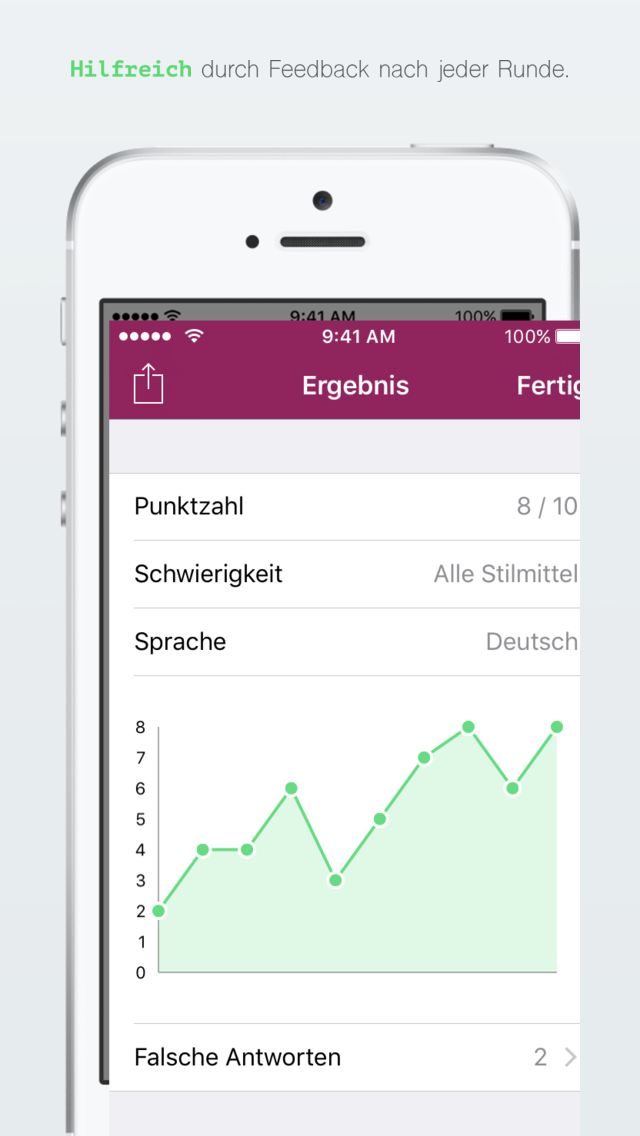 Hilfreich durch Feedback nach jeder Runde.
9:41 AM 100%
9:41 AM 100%
Ergebnis Fertig
Punktzahl 8 / 10
Schwierigkeit Alle Stilmittel
Sprache Deutsch
8
7
6
5
4
3
2
1
0
Falsche Antworten 2